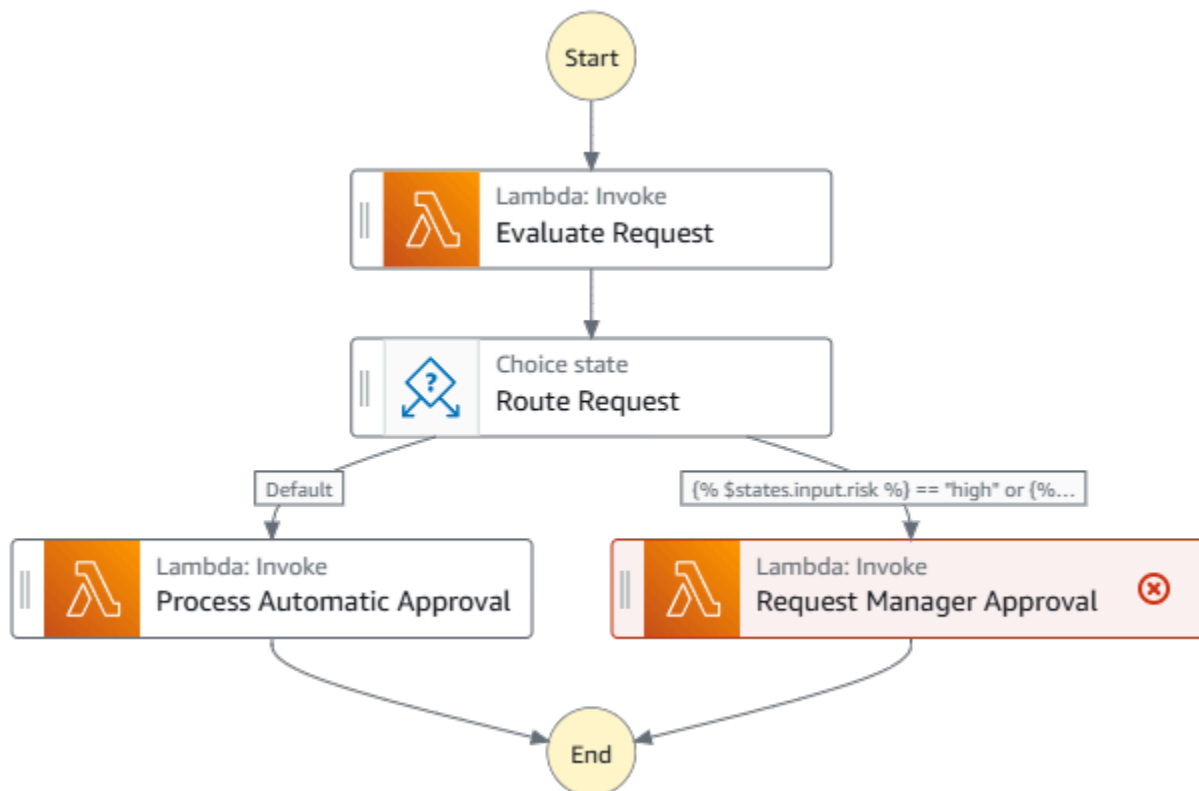 Start
Lambda: Invoke
Evaluate Request
Choice state
Route Request
Default
{% $states.input.risk %} == "high" or {%...
Lambda: Invoke
Process Automatic Approval
Lambda: Invoke
Request Manager Approval
End